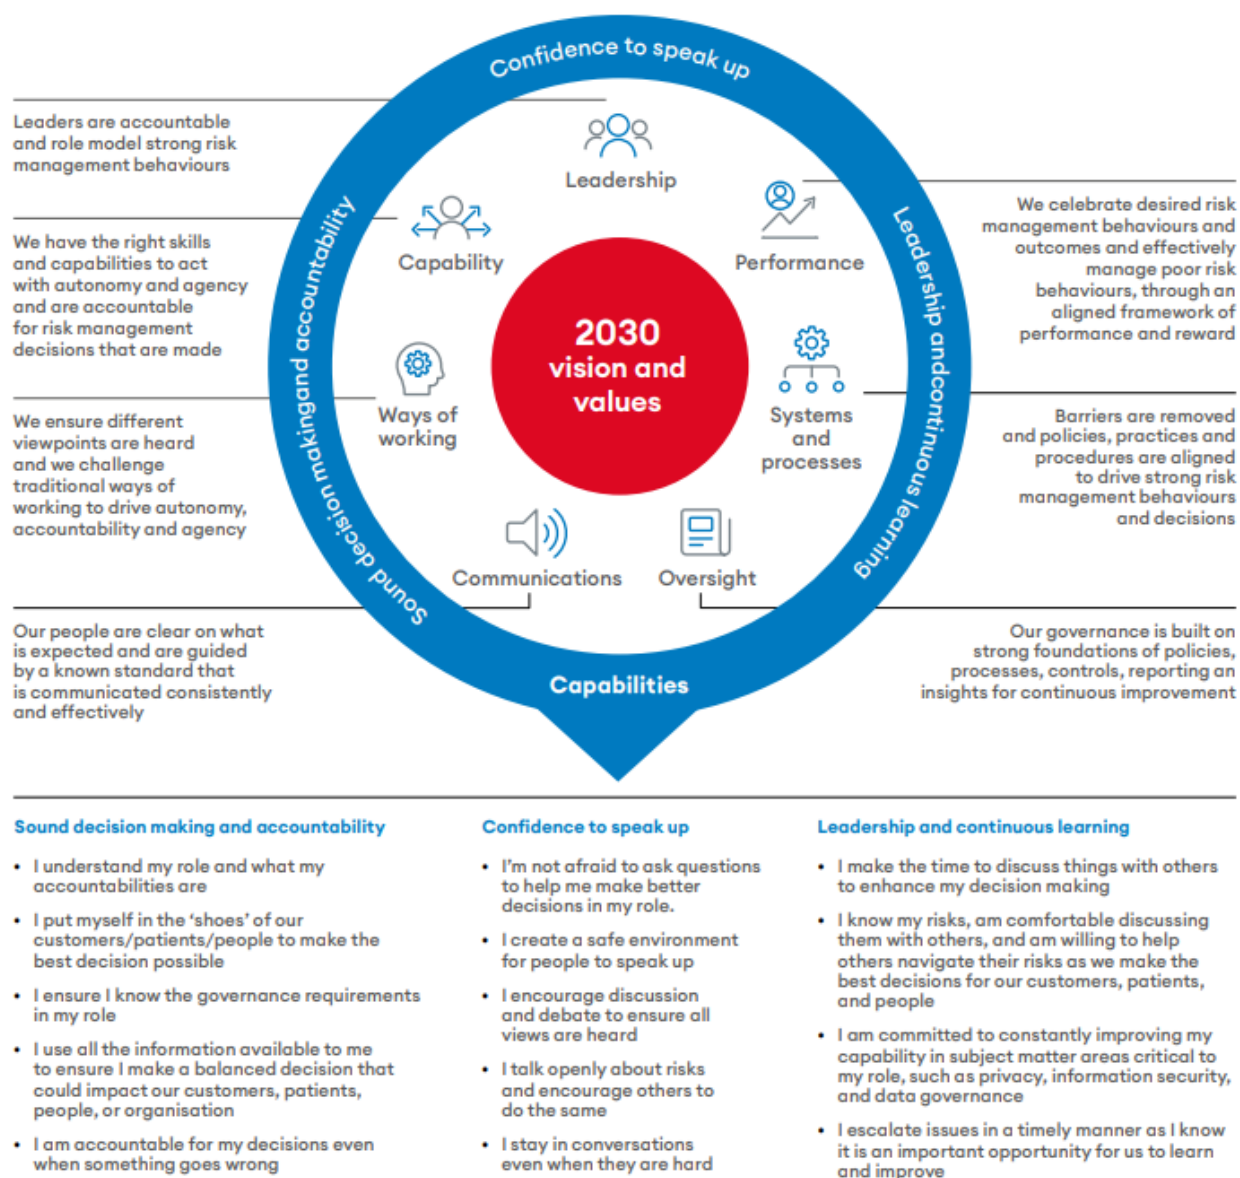 Confidence to speak up
Leaders are accountable
and role model strong risk
management behaviours
Leadership
We have the right skills
and capabilities to act
with autonomy and agency
and are accountable
for risk management
decisions that are made
Capability
Performance
We celebrate desired risk
management behaviours and
outcomes and effectively
manage poor risk
behaviours, through an
aligned framework of
performance and reward
Sound decision makingand accountability
Leadership andcontinuous learning
2030
vision and
values
We ensure different
viewpoints are heard
and we challenge
traditional ways of
working to drive autonomy,
accountability and agency
Ways of
working
Systems
and
processes
Barriers are removed
and policies, practices and
procedures are aligned
to drive strong risk
management behaviours
and decisions
Communications
Oversight
Our people are clear on what
is expected and are guided
by a known standard that
is communicated consistently
and effectively
Our governance is built on
strong foundations of policies,
processes, controls, reporting an
insights for continuous improvement
Capabilities
Sound decision making and accountability
• I understand my role and what my
accountabilities are
• I put myself in the ‘shoes’ of our
customers/patients/people to make the
best decision possible
• I ensure I know the governance requirements
in my role
• I use all the information available to me
to ensure I make a balanced decision that
could impact our customers, patients,
people, or organisation
• I am accountable for my decisions even
when something goes wrong
Confidence to speak up
• I’m not afraid to ask questions
to help me make better
decisions in my role.
• I create a safe environment
for people to speak up
• I encourage discussion
and debate to ensure all
views are heard
• I talk openly about risks
and encourage others to
do the same
• I stay in conversations
even when they are hard
Leadership and continuous learning
• I make the time to discuss things with others
to enhance my decision making
• I know my risks, am comfortable discussing
them with others, and am willing to help
others navigate their risks as we make the
best decisions for our customers, patients,
and people
• I am committed to constantly improving my
capability in subject matter areas critical to
my role, such as privacy, information security,
and data governance
• I escalate issues in a timely manner as I know
it is an important opportunity for us to learn
and improve